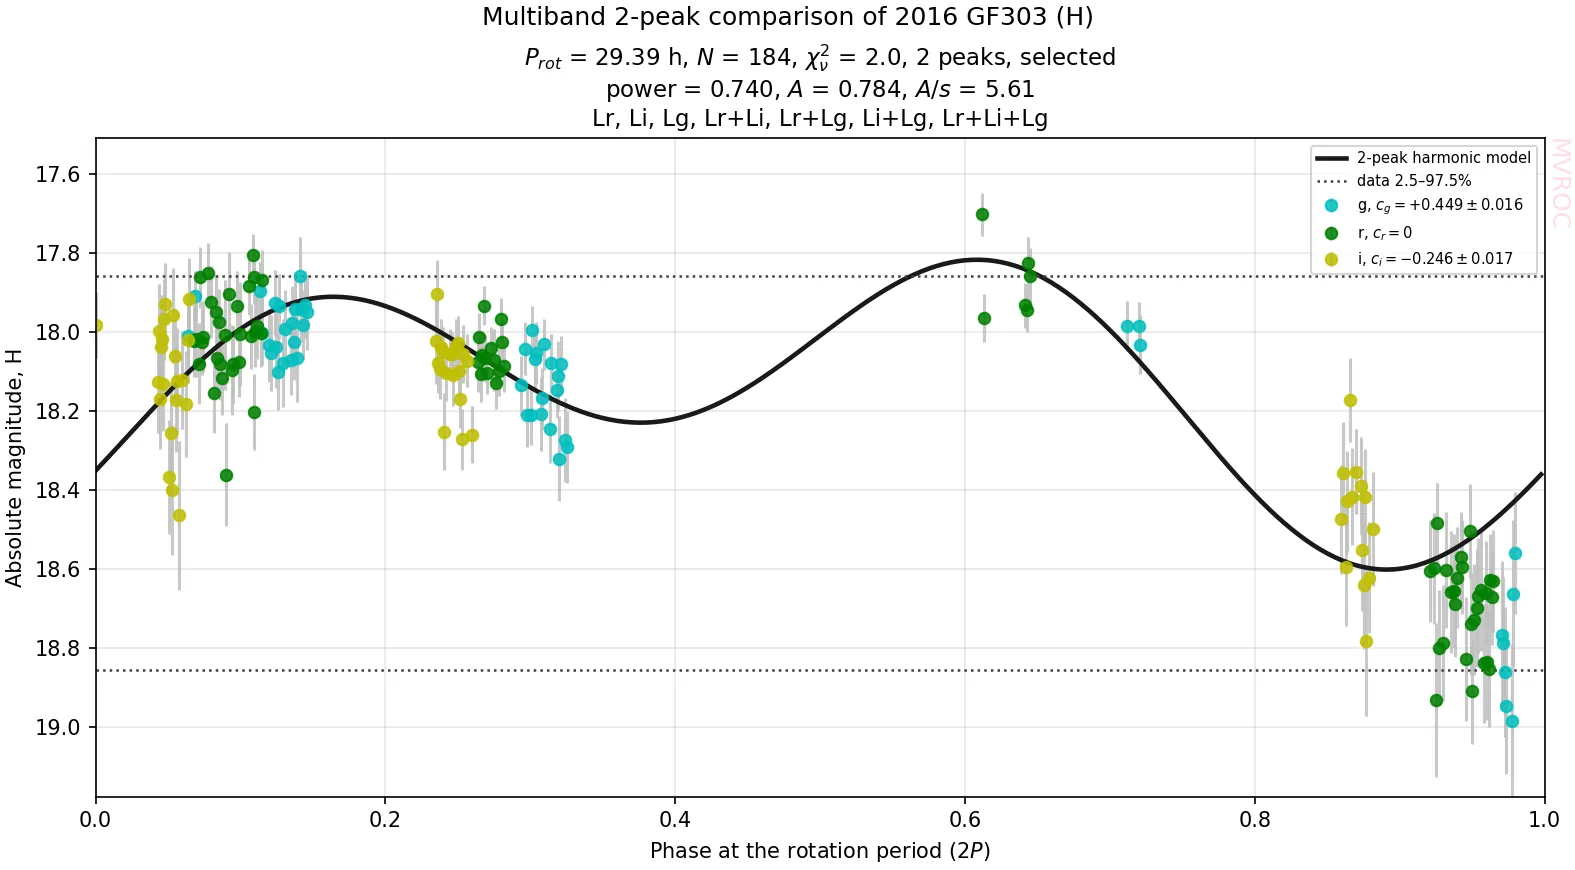 Multiband 2-peak comparison of 2016 GF303 (H)
P_rot = 29.39 h, N = 184, χ²_ν = 2.0, 2 peaks, selected
power = 0.740, A = 0.784, A/s = 5.61
Lr, Li, Lg, Lr+Li, Lr+Lg, Li+Lg, Lr+Li+Lg
2-peak harmonic model
data 2.5–97.5%
g, c_g = +0.449 ± 0.016
r, c_r = 0
i, c_i = −0.246 ± 0.017
MVROC
Absolute magnitude, H
17.6
17.8
18.0
18.2
18.4
18.6
18.8
19.0
0.0 0.2 0.4 0.6 0.8 1.0
Phase at the rotation period (2P)